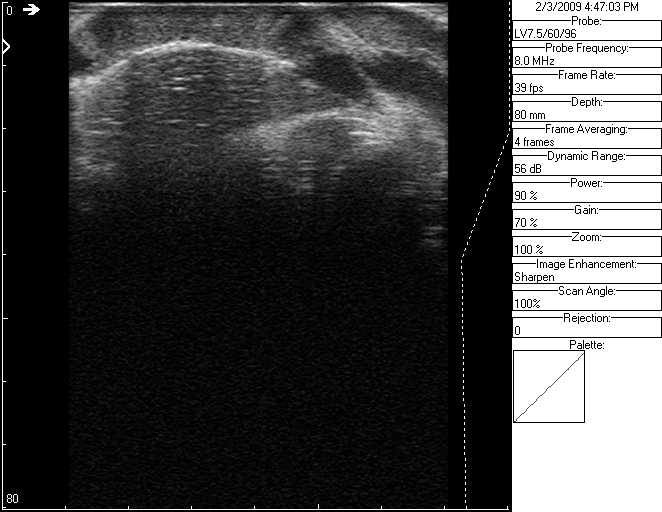 0
2/3/2009 4:47:03 PM
Probe:
LV7.5/60/96
Probe Frequency:
8.0 MHz
Frame Rate:
39 fps
Depth:
80 mm
Frame Averaging:
4 frames
Dynamic Range:
56 dB
Power:
90 %
Gain:
70 %
Zoom:
100 %
Image Enhancement:
Sharpen
Scan Angle:
100%
Rejection:
0
Palette:
80